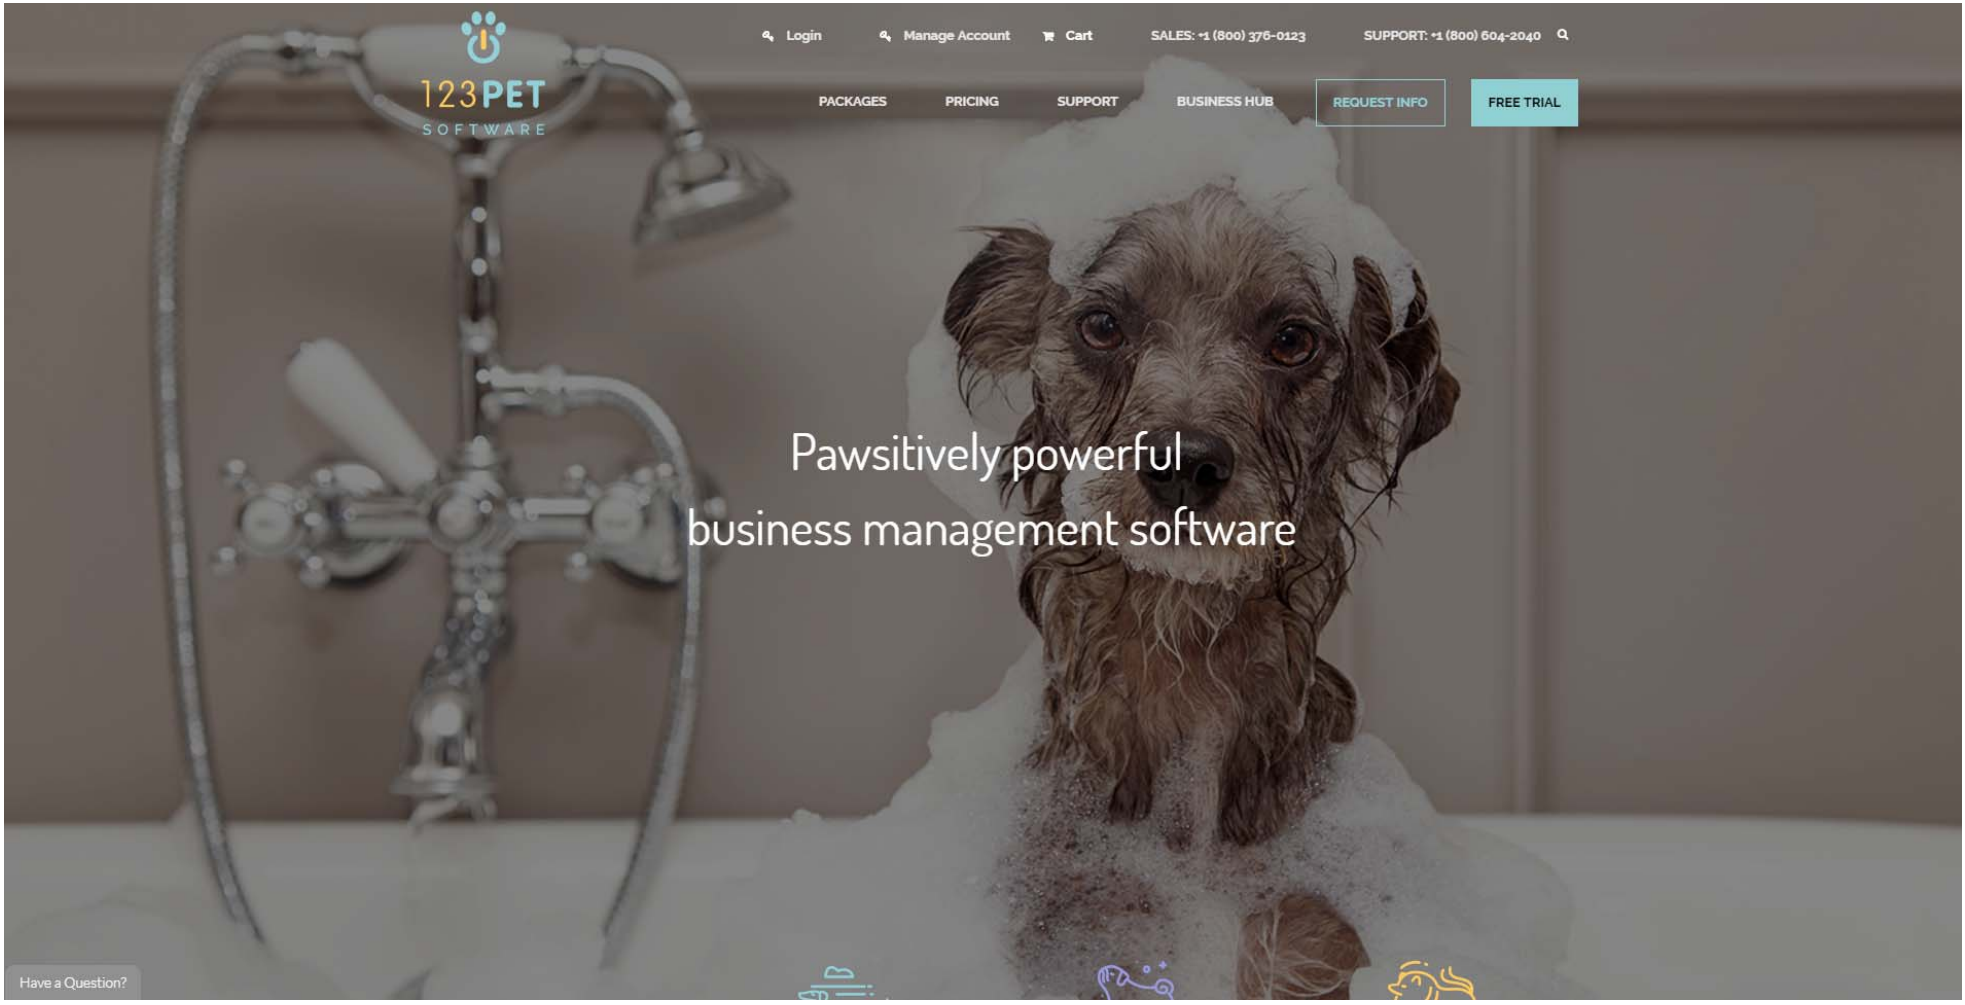 123PET
SOFTWARE
Login
Manage Account
Cart
SALES: +1 (800) 376-0123
SUPPORT: +1 (800) 604-2040
PACKAGES
PRICING
SUPPORT
BUSINESS HUB
REQUEST INFO
FREE TRIAL
Pawsitively powerful
business management software
Have a Question?